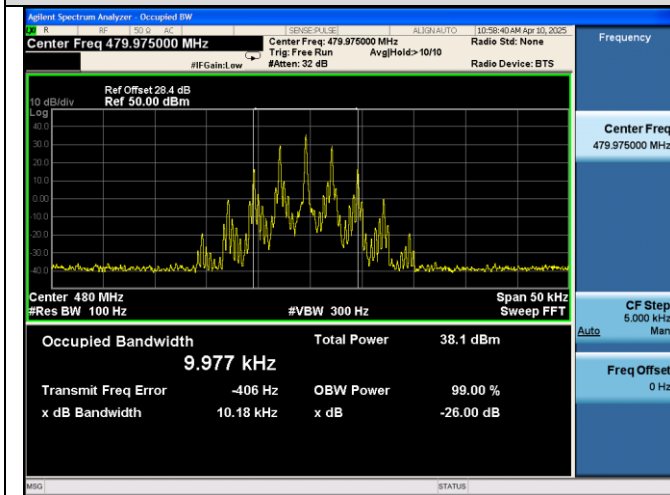 Agilent Spectrum Analyzer - Occupied BW
R RF 50 Ω AC SENSE:PULSE ALIGNAUTO 10:58:40 AM Apr 10, 2025
Center Freq 479.975000 MHz
Center Freq: 479.975000 MHz Radio Std: None
Trig: Free Run Avg|Hold:>10/10
#IFGain:Low #Atten: 32 dB Radio Device: BTS
Ref Offset 28.4 dB
10 dB/div Ref 50.00 dBm
Log
40.0
30.0
20.0
10.0
0.00
-10.0
-20.0
-30.0
-40.0
Center 480 MHz Span 50 kHz
#Res BW 100 Hz #VBW 300 Hz Sweep FFT
Occupied Bandwidth Total Power 38.1 dBm
9.977 kHz
Transmit Freq Error -406 Hz OBW Power 99.00 %
x dB Bandwidth 10.18 kHz x dB -26.00 dB
MSG STATUS
Frequency
Center Freq
479.975000 MHz
CF Step
5.000 kHz
Auto Man
Freq Offset
0 Hz